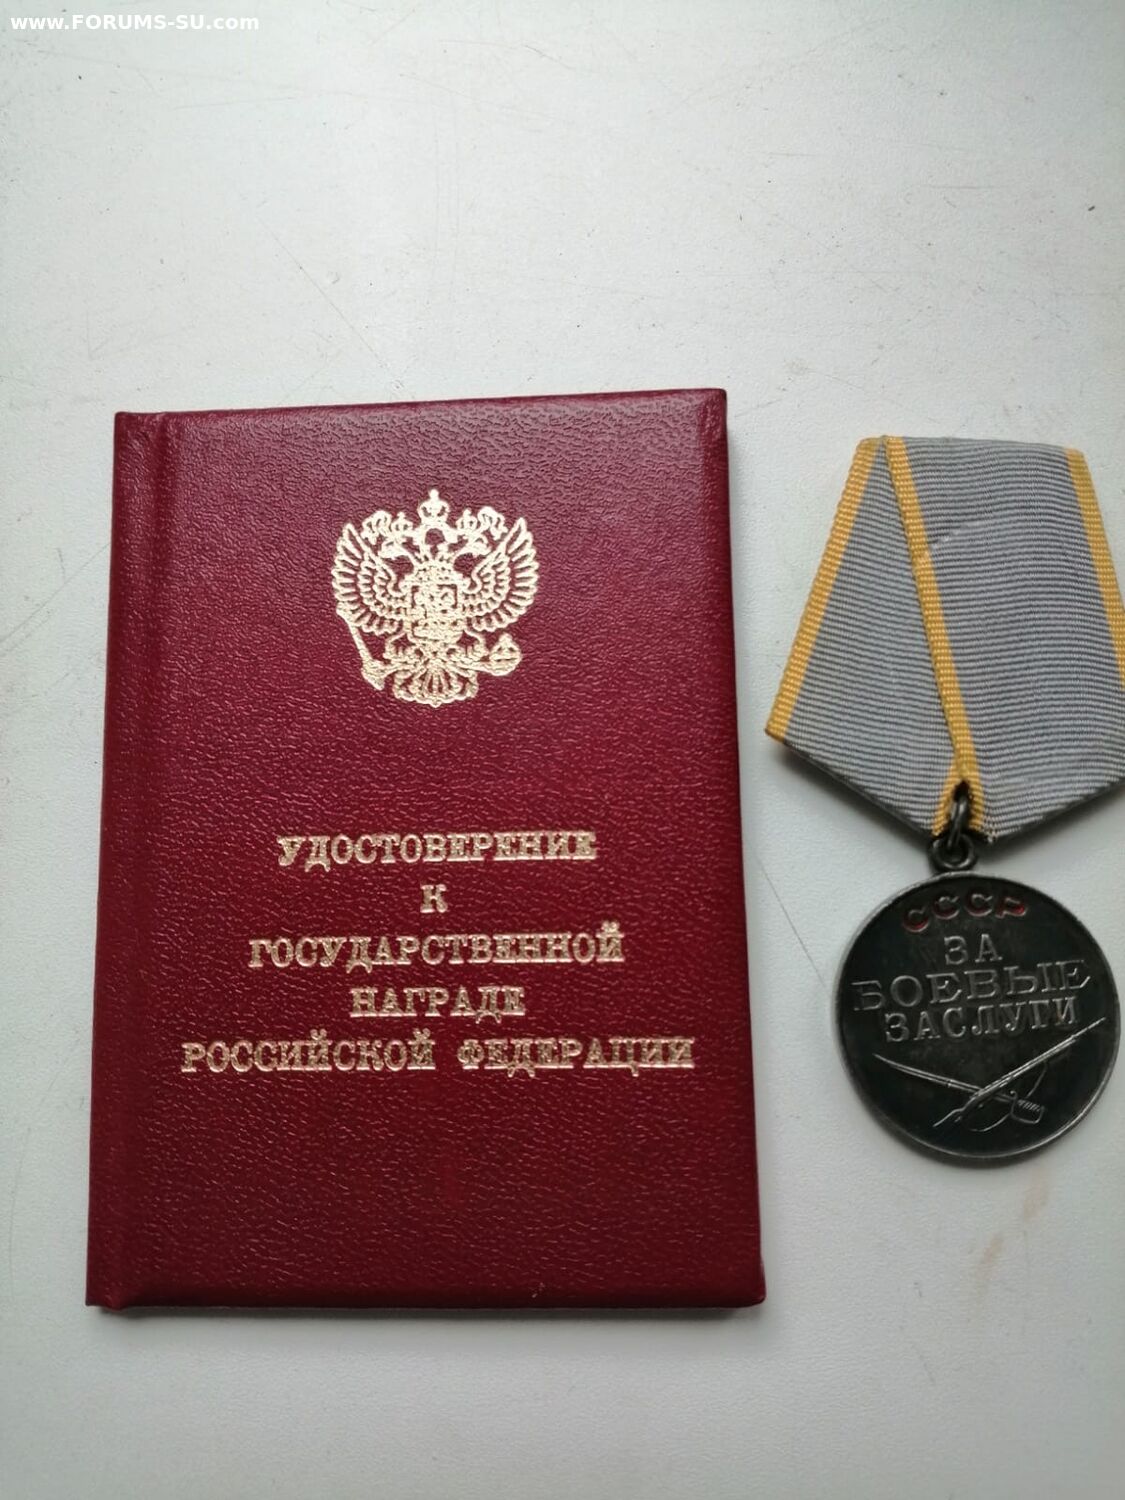 www.FORUMS-SU.com
УДОСТОВЕРЕНИЕ
К
ГОСУДАРСТВЕННОЙ
НАГРАДЕ
РОССИЙСКОЙ ФЕДЕРАЦИИ
СССР
ЗА
БОЕВЫЕ
ЗАСЛУГИ